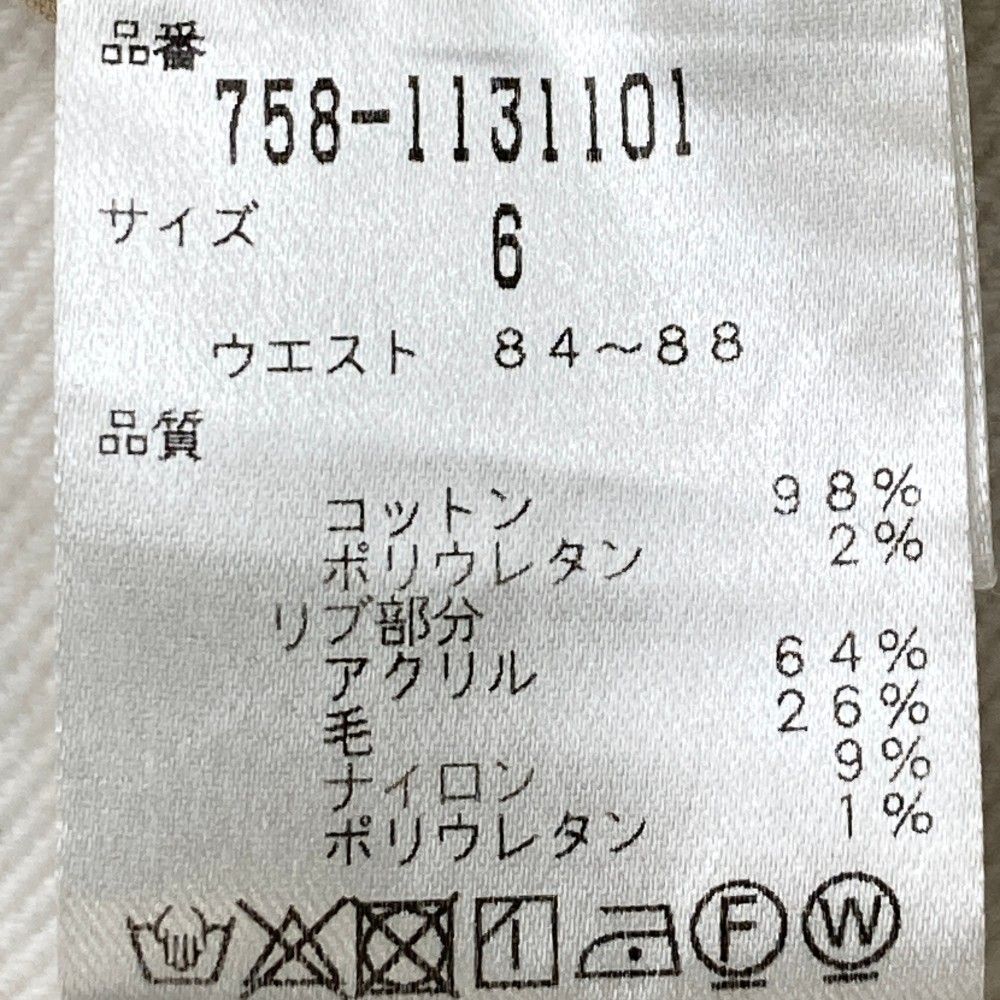 品番
758-1131101
サイズ 6
ウエスト 84~88
品質
コットン 98%
ポリウレタン 2%
リブ部分
アクリル 64%
毛 26%
ナイロン 9%
ポリウレタン 1%
F W